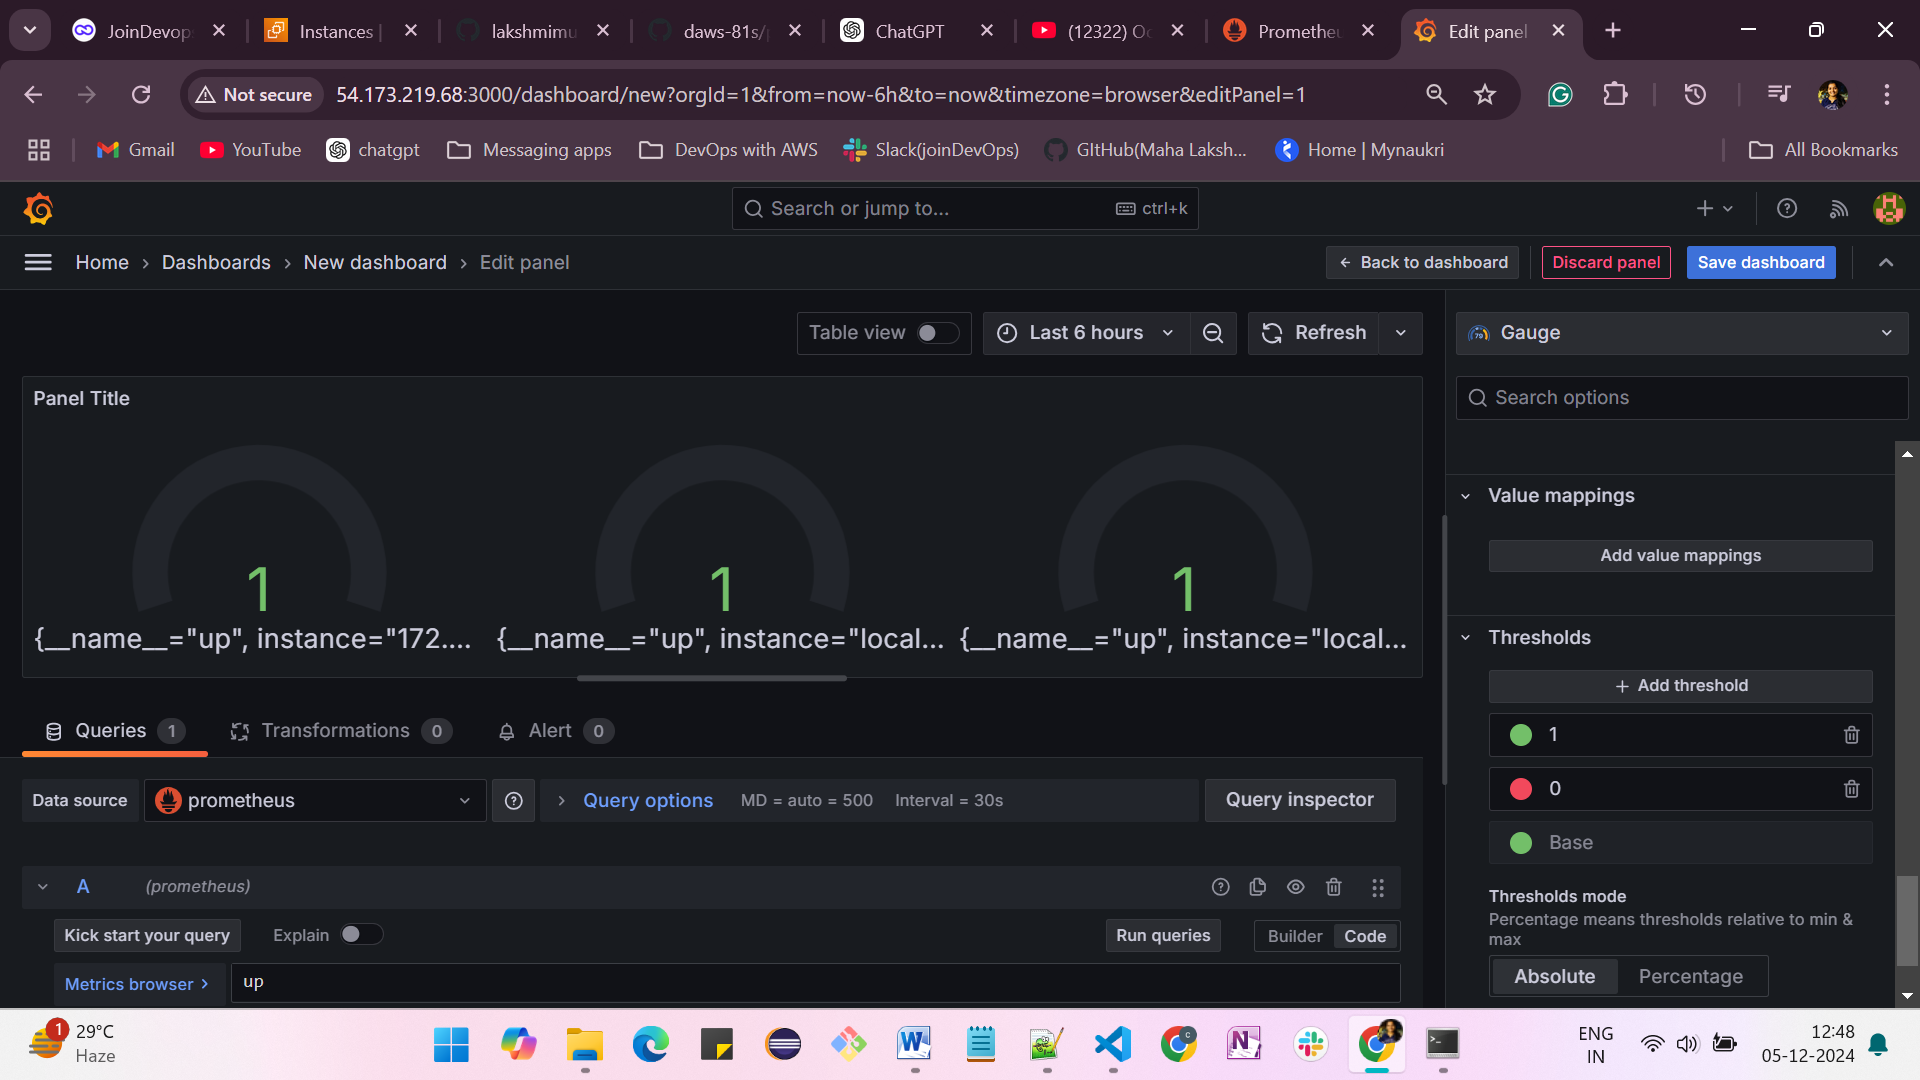 JoinDevop
Instances |
lakshmimu
daws-81s/
ChatGPT
(12322) Oc
Prometheu
Edit panel
Not secure
54.173.219.68:3000/dashboard/new?orgId=1&from=now-6h&to=now&timezone=browser&editPanel=1
Gmail
YouTube
chatgpt
Messaging apps
DevOps with AWS
Slack(joinDevOps)
GItHub(Maha Laksh...
Home | Mynaukri
All Bookmarks
Search or jump to...
ctrl+k
Home › Dashboards › New dashboard › Edit panel
← Back to dashboard
Discard panel
Save dashboard
Table view
Last 6 hours
Refresh
79
Gauge
Search options
Panel Title
1
1
1
{__name__="up", instance="172....
{__name__="up", instance="local...
{__name__="up", instance="local...
Value mappings
Add value mappings
Thresholds
+ Add threshold
1
0
Base
Thresholds mode
Percentage means thresholds relative to min &
max
Absolute
Percentage
Queries 1
Transformations 0
Alert 0
Data source
prometheus
Query options
MD = auto = 500
Interval = 30s
Query inspector
A
(prometheus)
Kick start your query
Explain
Run queries
Builder
Code
Metrics browser >
up
1
29°C
Haze
ENG
IN
12:48
05-12-2024